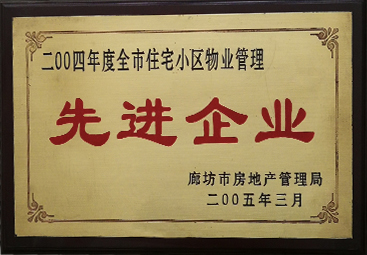 二00四年度全市住宅小区物业管理
先进企业
廊坊市房地产管理局
二00五年三月